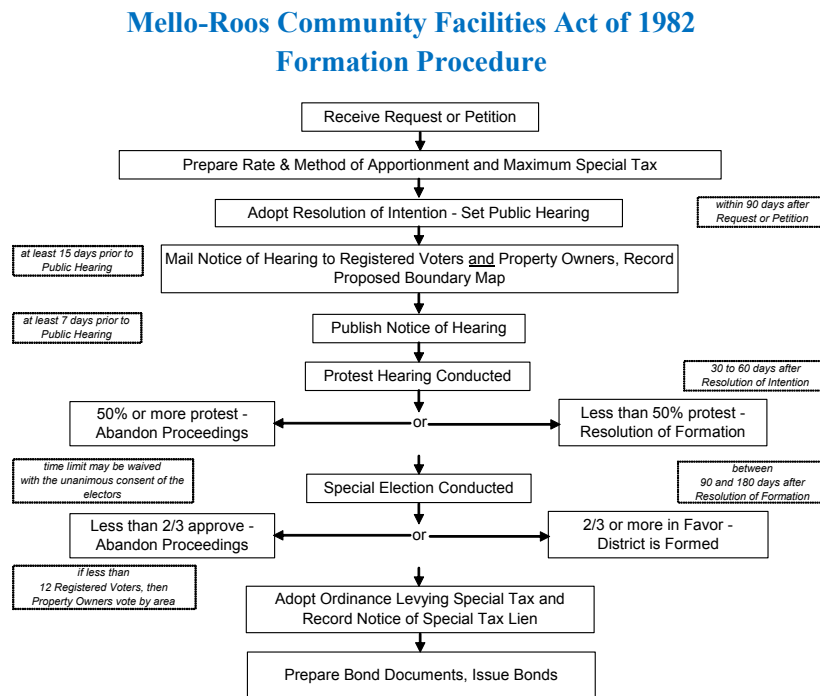 Mello-Roos Community Facilities Act of 1982
Formation Procedure
Receive Request or Petition
Prepare Rate & Method of Apportionment and Maximum Special Tax
Adopt Resolution of Intention - Set Public Hearing
within 90 days after
Request or Petition
at least 15 days prior to
Public Hearing
Mail Notice of Hearing to Registered Voters and Property Owners, Record
Proposed Boundary Map
at least 7 days prior to
Public Hearing
Publish Notice of Hearing
Protest Hearing Conducted
30 to 60 days after
Resolution of Intention
50% or more protest -
Abandon Proceedings
or
Less than 50% protest -
Resolution of Formation
time limit may be waived
with the unanimous consent of the
electors
Special Election Conducted
between
90 and 180 days after
Resolution of Formation
Less than 2/3 approve -
Abandon Proceedings
or
2/3 or more in Favor -
District is Formed
if less than
12 Registered Voters, then
Property Owners vote by area
Adopt Ordinance Levying Special Tax and
Record Notice of Special Tax Lien
Prepare Bond Documents, Issue Bonds